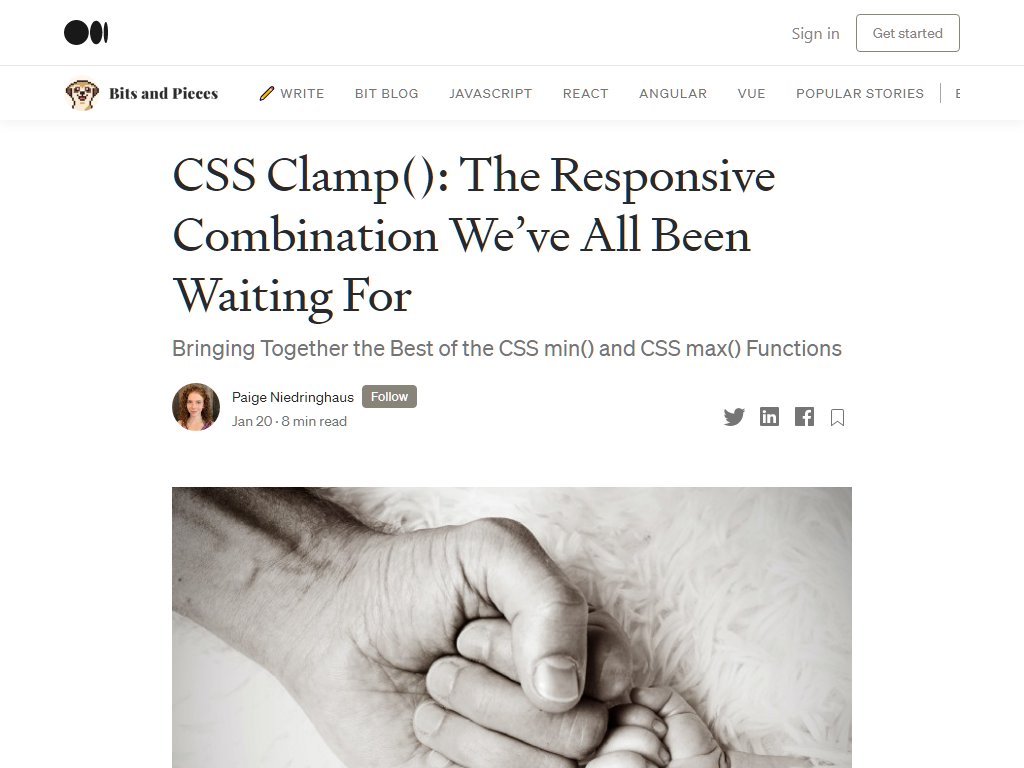 Sign in
Get started
Bits and Pieces
WRITE
BIT BLOG
JAVASCRIPT
REACT
ANGULAR
VUE
POPULAR STORIES
CSS Clamp(): The Responsive
Combination We’ve All Been
Waiting For
Bringing Together the Best of the CSS min() and CSS max() Functions
Paige Niedringhaus
Follow
Jan 20 · 8 min read